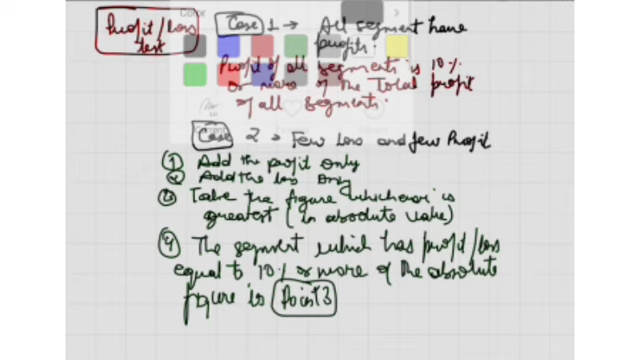 Profit/Loss test
Case 1 → All segment have profits.
Profit of all segments is 10%
or more of the Total profit
of all segments.
Case 2 → Few Loss and few Profit
① Add the profit only
② Add the loss only
③ Take the figure whichever is
greatest (in absolute value)
④ The segment which has profit/loss
equal to 10% or more of the absolute
figure is Point 3
Color